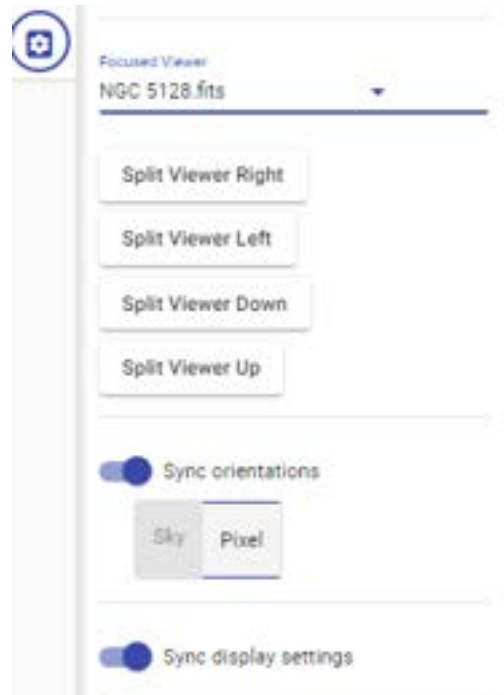 Focused Viewer
NGC 5128.fits
Split Viewer Right
Split Viewer Left
Split Viewer Down
Split Viewer Up
Sync orientations
Sky Pixel
Sync display settings